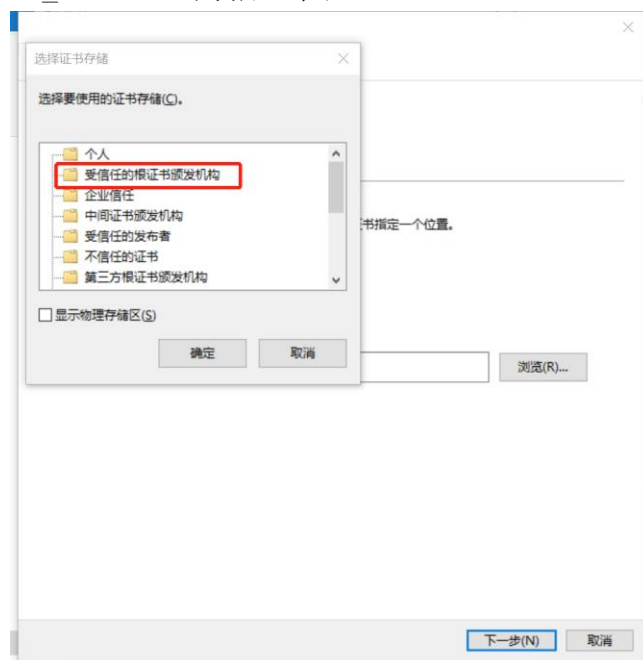 选择证书存储
选择要使用的证书存储(C)。
个人
受信任的根证书颁发机构
企业信任
中间证书颁发机构
受信任的发布者
不信任的证书
第三方根证书颁发机构
书指定一个位置。
显示物理存储区(S)
确定 取消
浏览(R)...
下一步(N) 取消